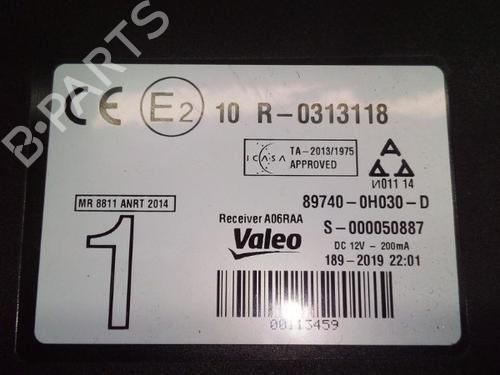 CE E2 10 R-0313118
ICASA
TA-2013/1975
APPROVED
A
И011 14
MR 8811 ANRT 2014
89740-0H030-D
1
Receiver A06RAA
S-000050887
Valeo
DC 12V - 200mA
189-2019 22:01
00113459
B-PARTS